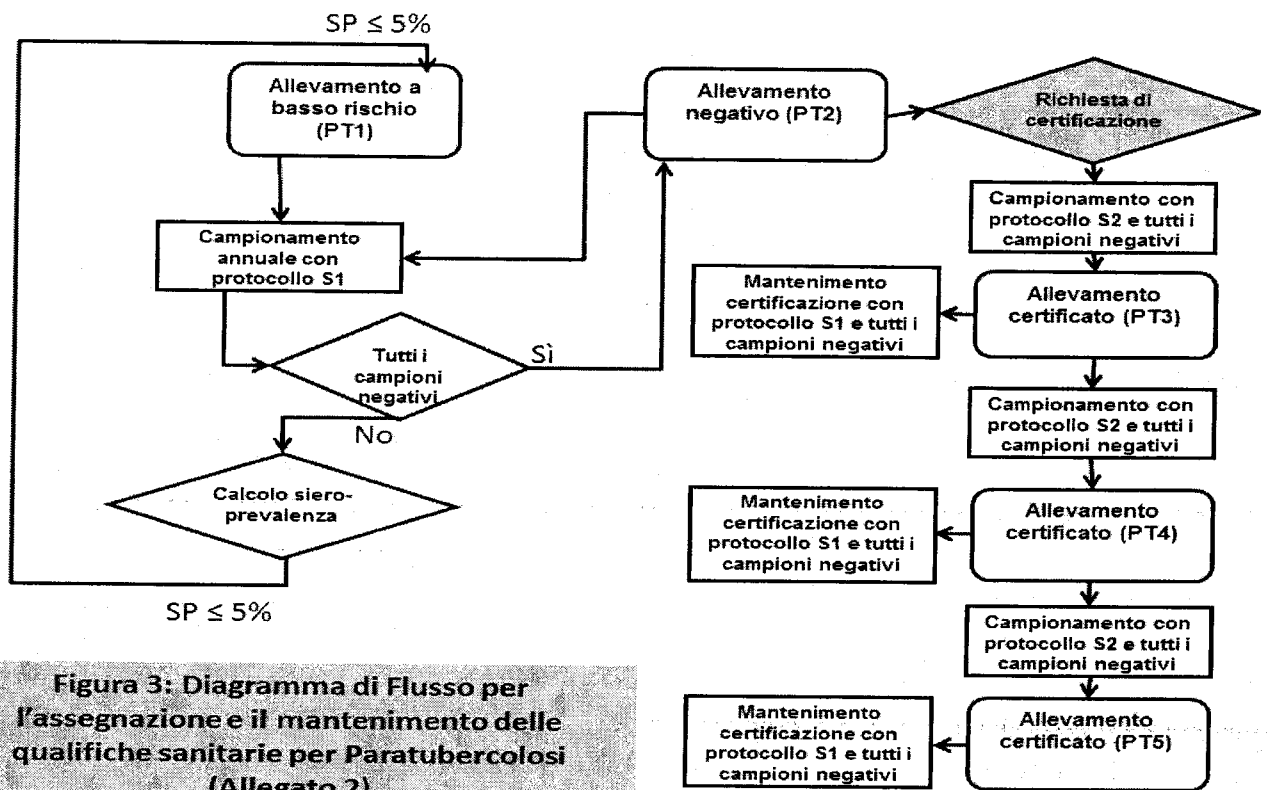 SP ≤ 5%
Allevamento a
basso rischio
(PT1)
Campionamento
annuale con
protocollo S1
Tutti i
campioni
negativi
Sì
No
Calcolo siero-
prevalenza
SP ≤ 5%
Allevamento
negativo (PT2)
Richiesta di
certificazione
Campionamento con
protocollo S2 e tutti i
campioni negativi
Allevamento
certificato (PT3)
Mantenimento
certificazione con
protocollo S1 e tutti i
campioni negativi
Campionamento con
protocollo S2 e tutti i
campioni negativi
Allevamento
certificato (PT4)
Mantenimento
certificazione con
protocollo S1 e tutti i
campioni negativi
Campionamento con
protocollo S2 e tutti i
campioni negativi
Allevamento
certificato (PT5)
Mantenimento
certificazione con
protocollo S1 e tutti i
campioni negativi
Figura 3: Diagramma di Flusso per
l'assegnazione e il mantenimento delle
qualifiche sanitarie per Paratubercolosi
(Allegato 2)